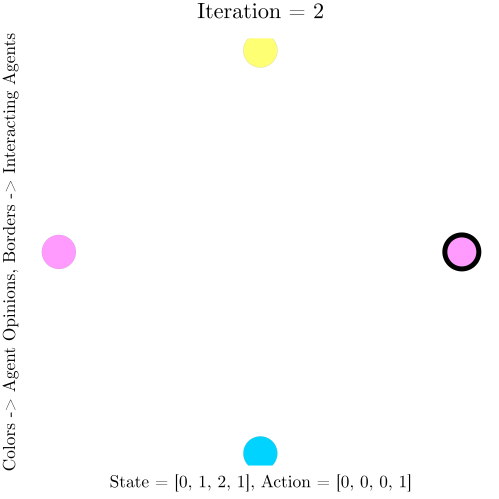 Iteration = 2
Colors -> Agent Opinions, Borders -> Interacting Agents
State = [0, 1, 2, 1], Action = [0, 0, 0, 1]